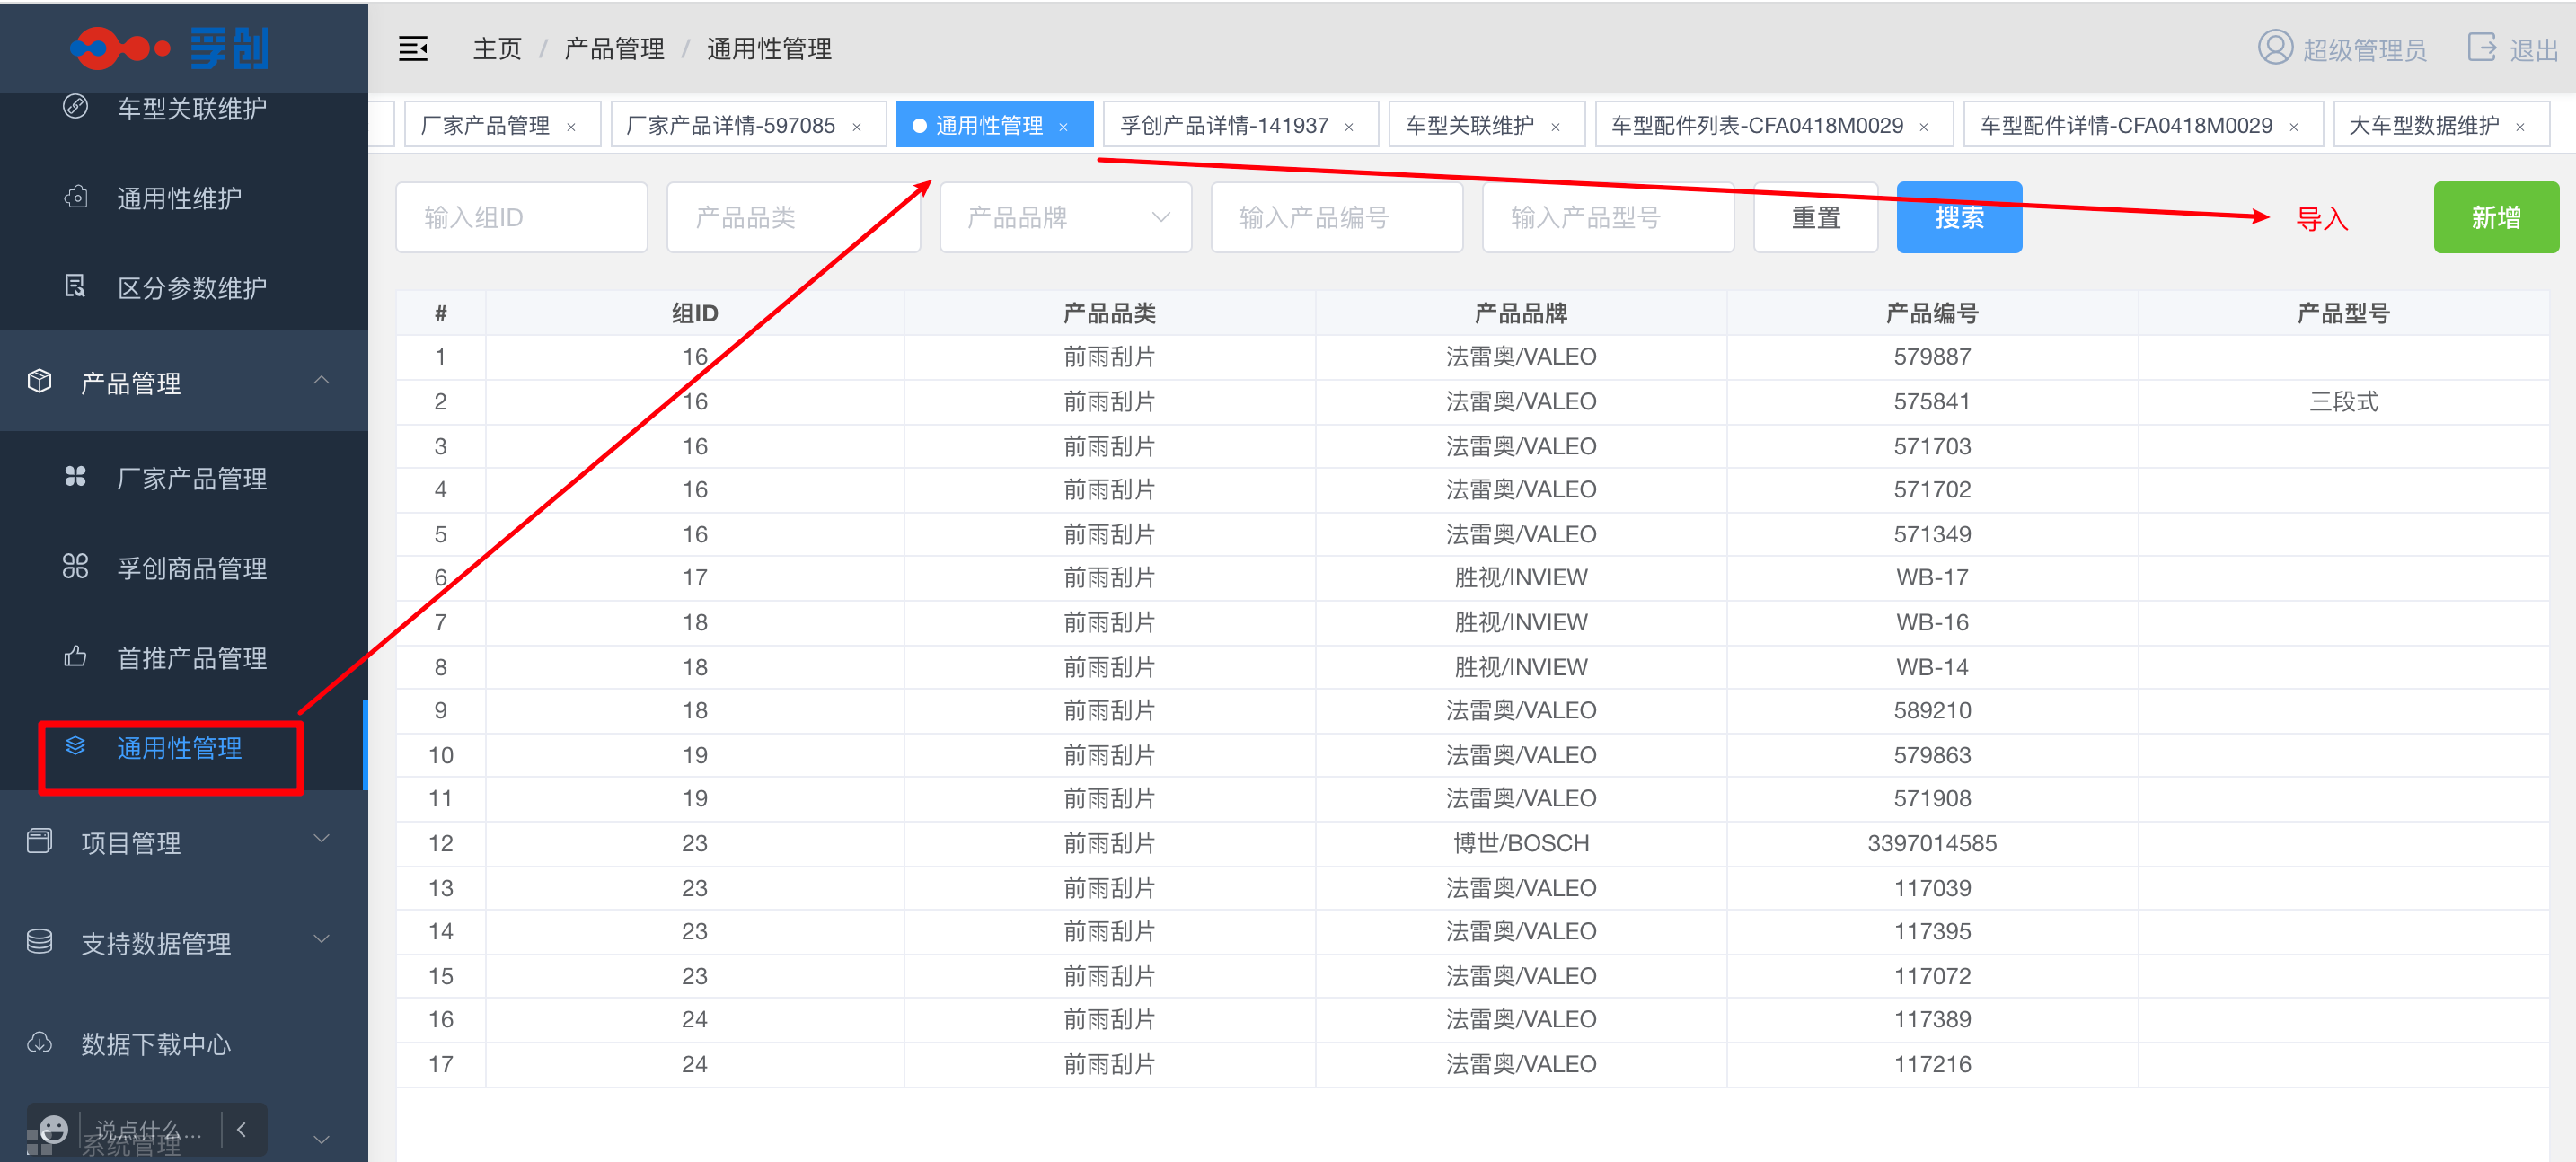 孚创
主页 / 产品管理 / 通用性管理
超级管理员
退出
车型关联维护
通用性维护
区分参数维护
产品管理
厂家产品管理
孚创商品管理
首推产品管理
通用性管理
项目管理
支持数据管理
数据下载中心
说点什么...
系统管理
厂家产品管理 ×
厂家产品详情-597085 ×
通用性管理 ×
孚创产品详情-141937 ×
车型关联维护 ×
车型配件列表-CFA0418M0029 ×
车型配件详情-CFA0418M0029 ×
大车型数据维护 ×
输入组ID 产品品类 产品品牌 输入产品编号 输入产品型号 重置 搜索 导入 新增
# 组ID 产品品类 产品品牌 产品编号 产品型号
1 16 前雨刮片 法雷奥/VALEO 579887
2 16 前雨刮片 法雷奥/VALEO 575841 三段式
3 16 前雨刮片 法雷奥/VALEO 571703
4 16 前雨刮片 法雷奥/VALEO 571702
5 16 前雨刮片 法雷奥/VALEO 571349
6 17 前雨刮片 胜视/INVIEW WB-17
7 18 前雨刮片 胜视/INVIEW WB-16
8 18 前雨刮片 胜视/INVIEW WB-14
9 18 前雨刮片 法雷奥/VALEO 589210
10 19 前雨刮片 法雷奥/VALEO 579863
11 19 前雨刮片 法雷奥/VALEO 571908
12 23 前雨刮片 博世/BOSCH 3397014585
13 23 前雨刮片 法雷奥/VALEO 117039
14 23 前雨刮片 法雷奥/VALEO 117395
15 23 前雨刮片 法雷奥/VALEO 117072
16 24 前雨刮片 法雷奥/VALEO 117389
17 24 前雨刮片 法雷奥/VALEO 117216